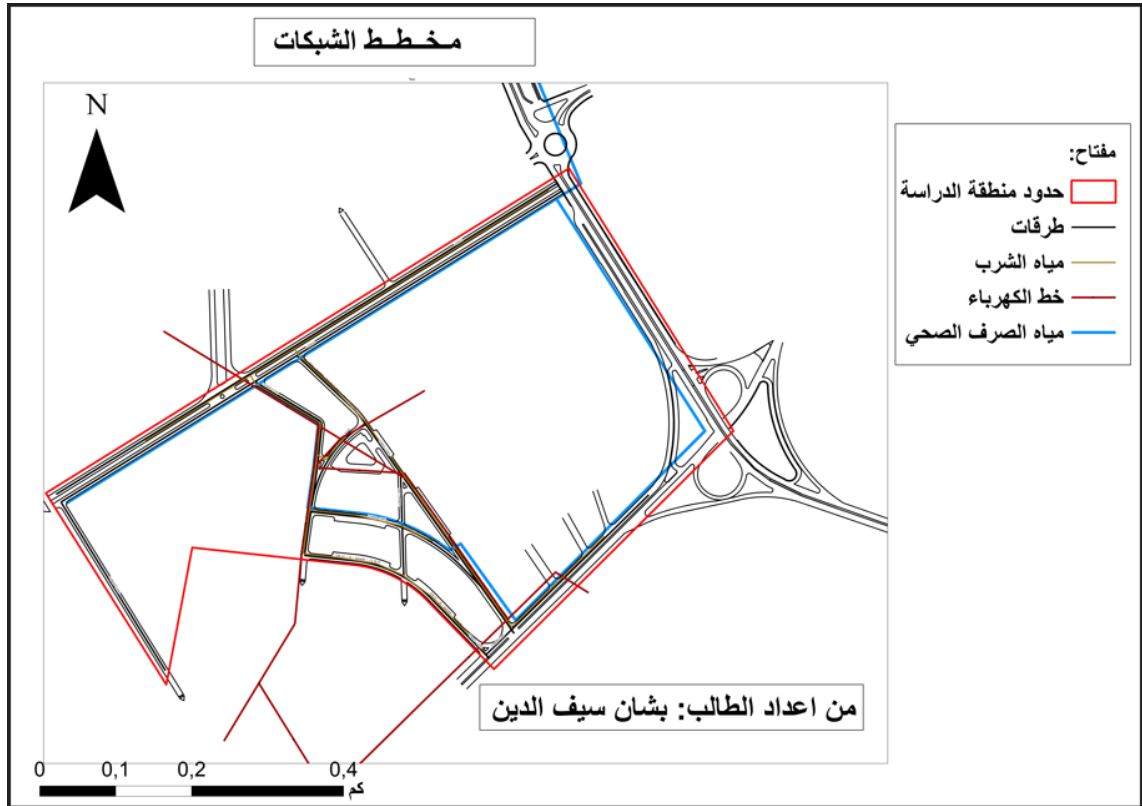 مـخـطـط الشبكات
N
مفتاح:
حدود منطقة الدراسة
طرقات
مياه الشرب
خط الكهرباء
مياه الصرف الصحي
من اعداد الطالب: بشان سيف الدين
0 0,1 0,2 0,4
كم